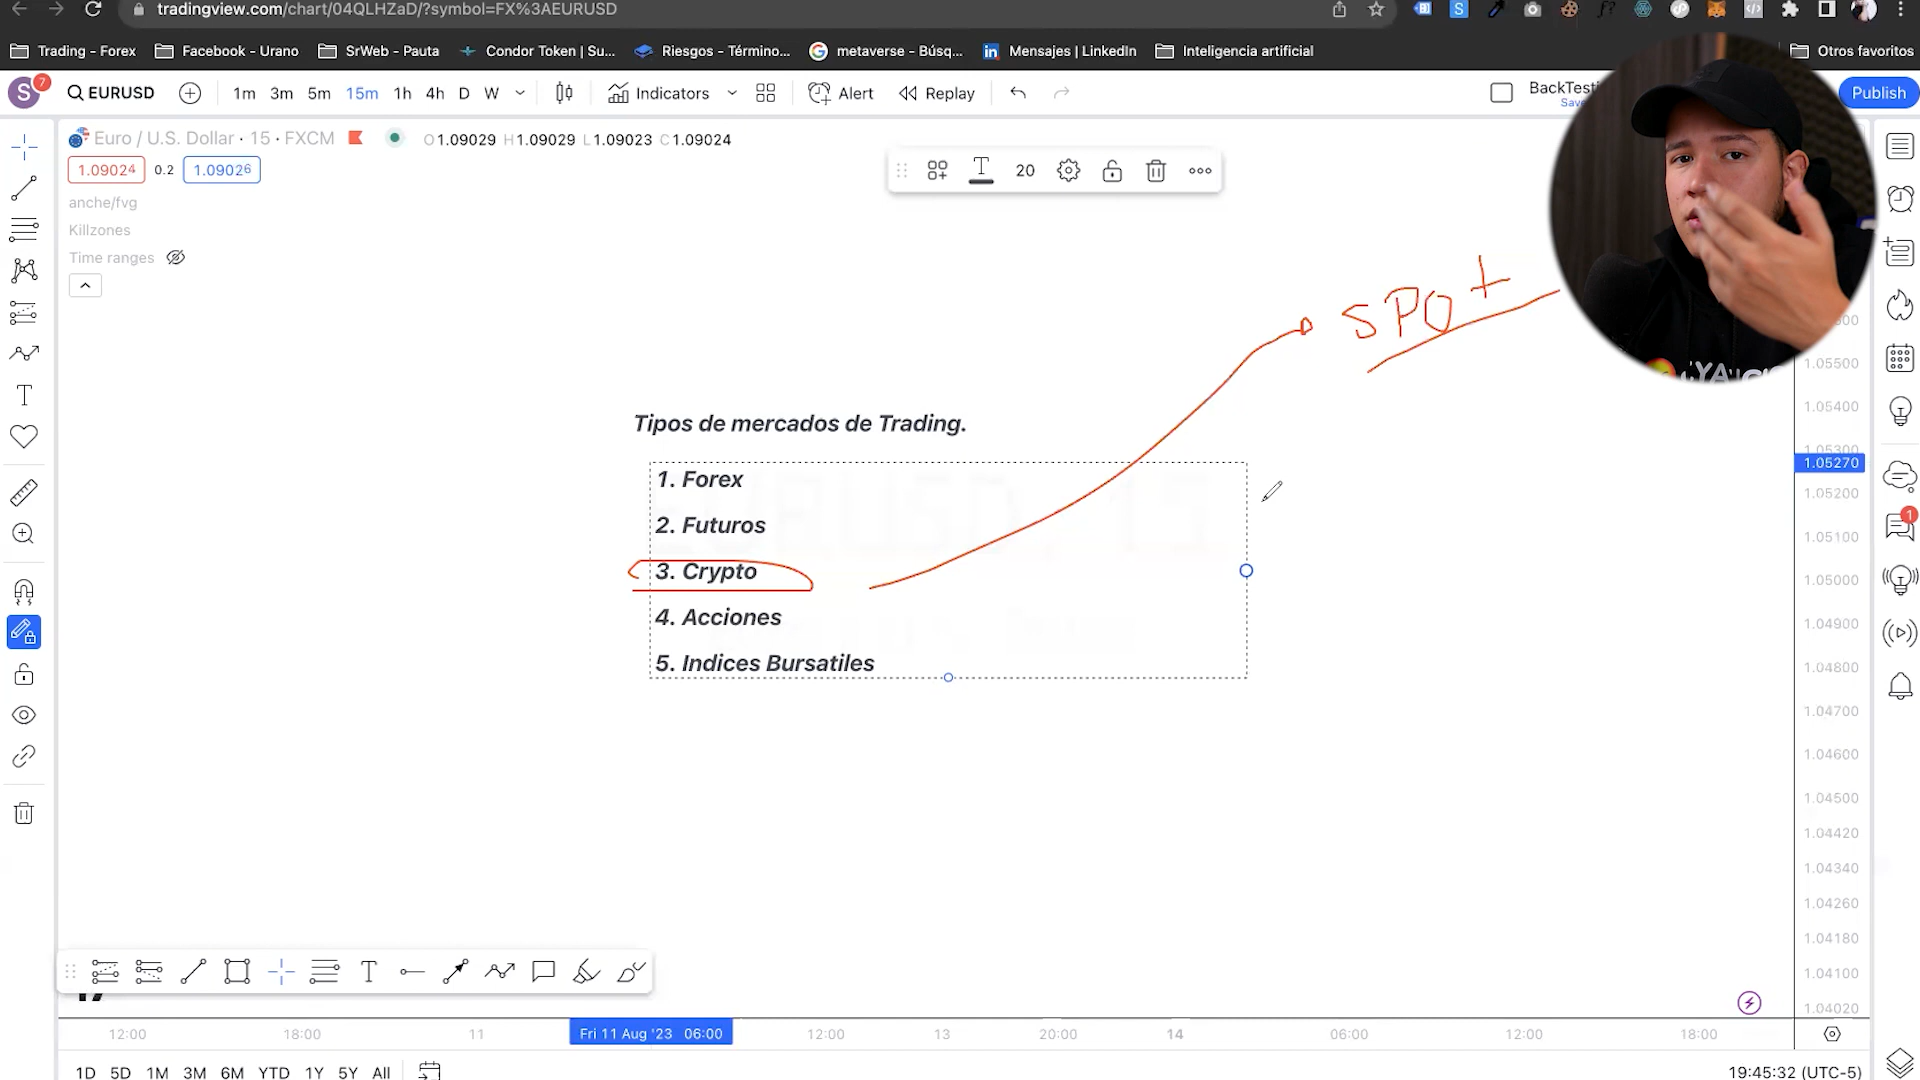 tradingview.com/chart/04QLHZaD/?symbol=FX%3AEURUSD
Trading - Forex
Facebook - Urano
SrWeb - Pauta
Condor Token | Su...
Riesgos - Término...
metaverse - Búsq...
Mensajes | LinkedIn
Inteligencia artificial
Otros favoritos
S 7 EURUSD 1m 3m 5m 15m 1h 4h D W Indicators Alert Replay
Publish
Euro / U.S. Dollar · 15 · FXCM O1.09029 H1.09029 L1.09023 C1.09024
1.09024 0.2 1.09026
20
anche/fvg
Killzones
Time ranges
SPOt
Tipos de mercados de Trading.
1. Forex
2. Futuros
3. Crypto
4. Acciones
5. Indices Bursatiles
1.05500
1.05400
1.05270
1.05200
1.05100
1.05000
1.04900
1.04800
1.04700
1.04600
1.04500
1.04420
1.04340
1.04260
1.04180
1.04100
1.04020
1
12:00 18:00 11 Fri 11 Aug '23 06:00 12:00 13 20:00 14 06:00 12:00 18:00
1D 5D 1M 3M 6M YTD 1Y 5Y All
19:45:32 (UTC-5)